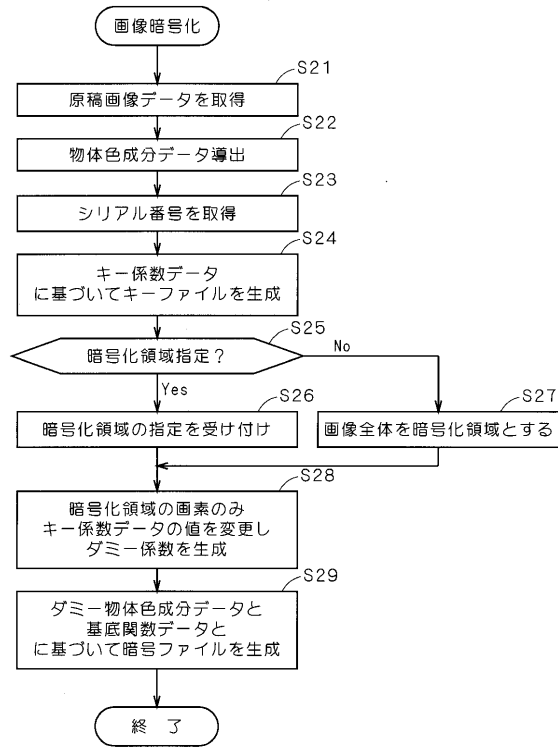 画像暗号化
S21
原稿画像データを取得
S22
物体色成分データ導出
S23
シリアル番号を取得
S24
キー係数データ
に基づいてキーファイルを生成
S25
暗号化領域指定?
No
Yes
S26
暗号化領域の指定を受け付け
S27
画像全体を暗号化領域とする
S28
暗号化領域の画素のみ
キー係数データの値を変更し
ダミー係数を生成
S29
ダミー物体色成分データと
基底関数データと
に基づいて暗号ファイルを生成
終 了